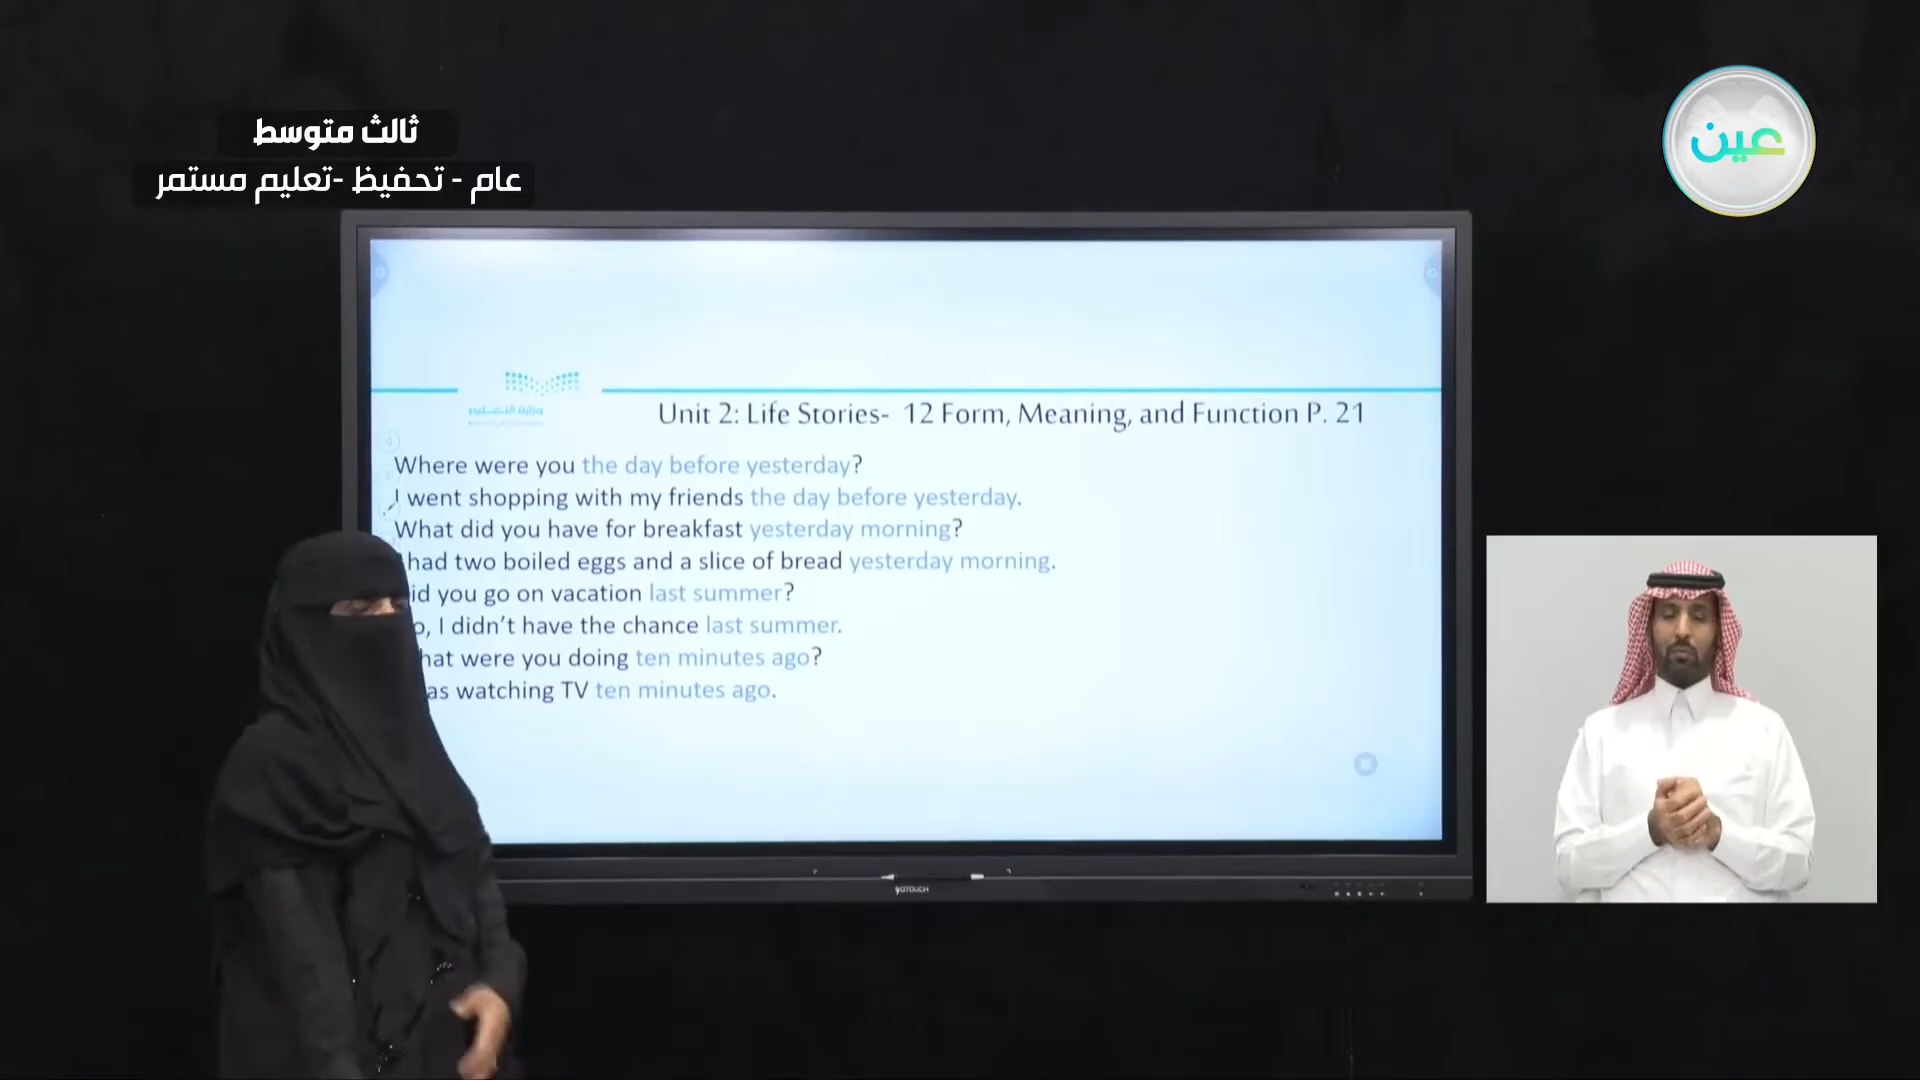 ثالث متوسط
عام - تحفيظ -تعليم مستمر
عين
وزارة التعليم
Unit 2: Life Stories- 12 Form, Meaning, and Function P. 21
Where were you the day before yesterday?
I went shopping with my friends the day before yesterday.
What did you have for breakfast yesterday morning?
had two boiled eggs and a slice of bread yesterday morning.
id you go on vacation last summer?
o, I didn't have the chance last summer.
hat were you doing ten minutes ago?
as watching TV ten minutes ago.